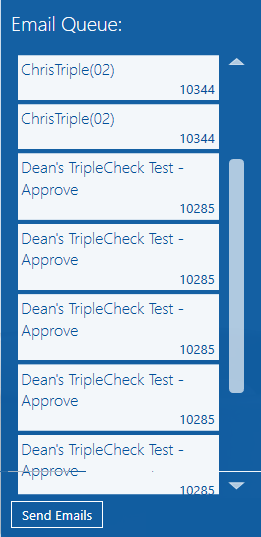 Email Queue:
ChrisTriple(02)
10344
ChrisTriple(02)
10344
Dean's TripleCheck Test -
Approve
10285
Dean's TripleCheck Test -
Approve
10285
Dean's TripleCheck Test -
Approve
10285
Dean's TripleCheck Test -
Approve
10285
Dean's TripleCheck Test -
Approve
10285
Send Emails